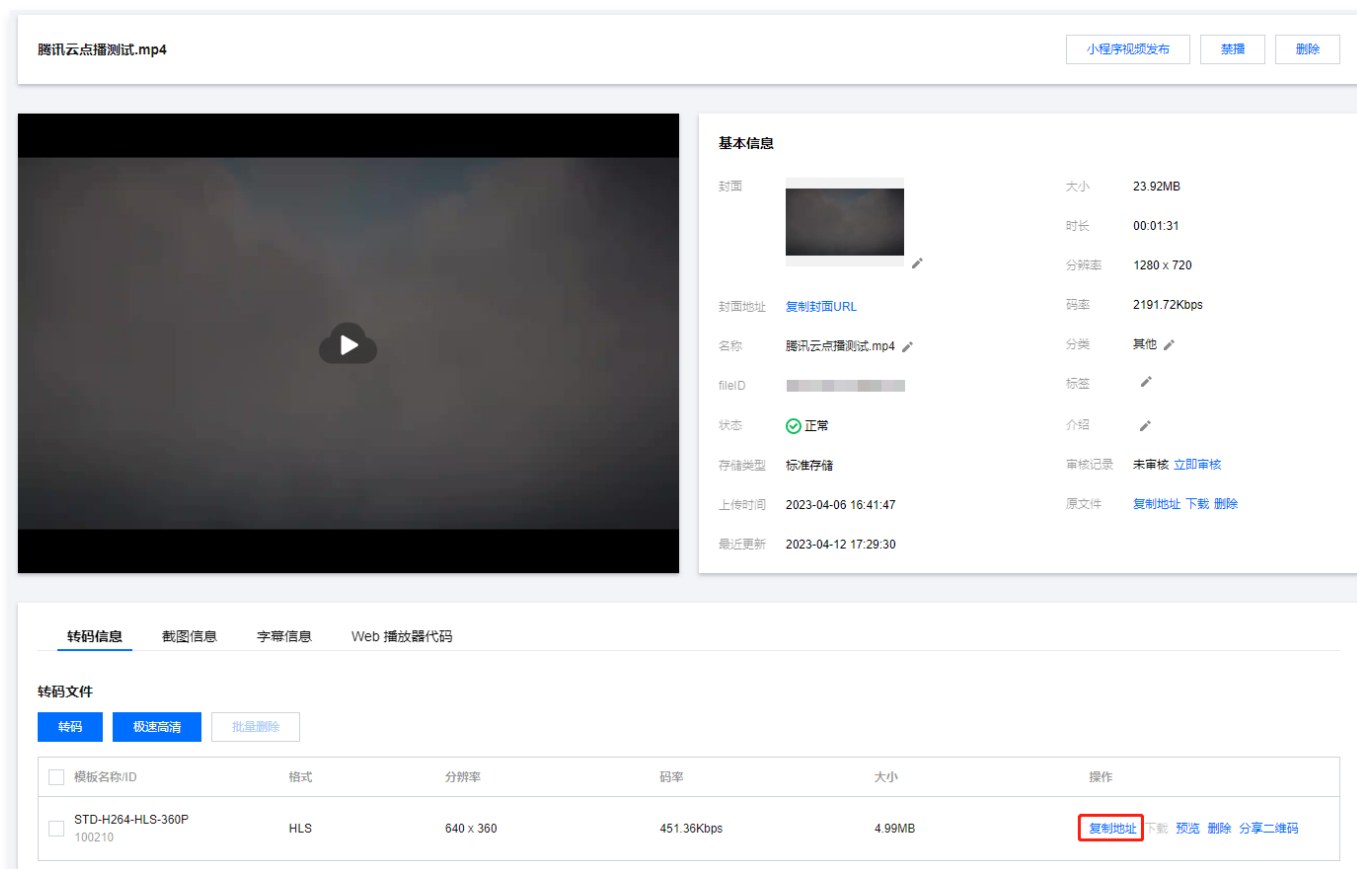 腾讯云点播测试.mp4
小程序视频发布 禁播 删除
基本信息
封面
大小 23.92MB
时长 00:01:31
分辨率 1280 x 720
封面地址 复制封面URL
码率 2191.72Kbps
名称 腾讯云点播测试.mp4
分类 其他
fileID
标签
状态 正常
介绍
存储类型 标准存储
审核记录 未审核 立即审核
上传时间 2023-04-06 16:41:47
原文件 复制地址 下载 删除
最近更新 2023-04-12 17:29:30
转码信息 截图信息 字幕信息 Web 播放器代码
转码文件
转码 极速高清 批量删除
模板名称/ID 格式 分辨率 码率 大小 操作
STD-H264-HLS-360P
100210
HLS 640 x 360 451.36Kbps 4.99MB 复制地址 下载 预览 删除 分享二维码